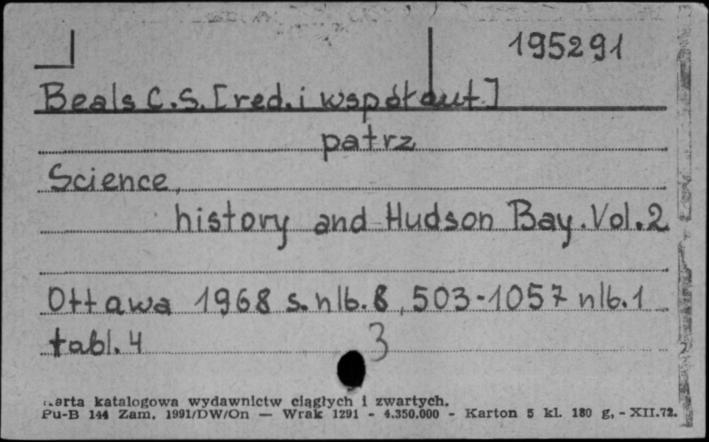 195291
Beals C.S. [red. i współaut.]
patrz
Science,
history and Hudson Bay. Vol. 2
Ottawa 1968 s. nlb. 8, 503-1057 nlb. 1
tabl. 4
3
Karta katalogowa wydawnictw ciągłych i zwartych.
Pu-B 144 Zam. 1991/DW/On — Wrak 1291 - 4.350.000 - Karton 5 kl. 180 g. - XII.72.